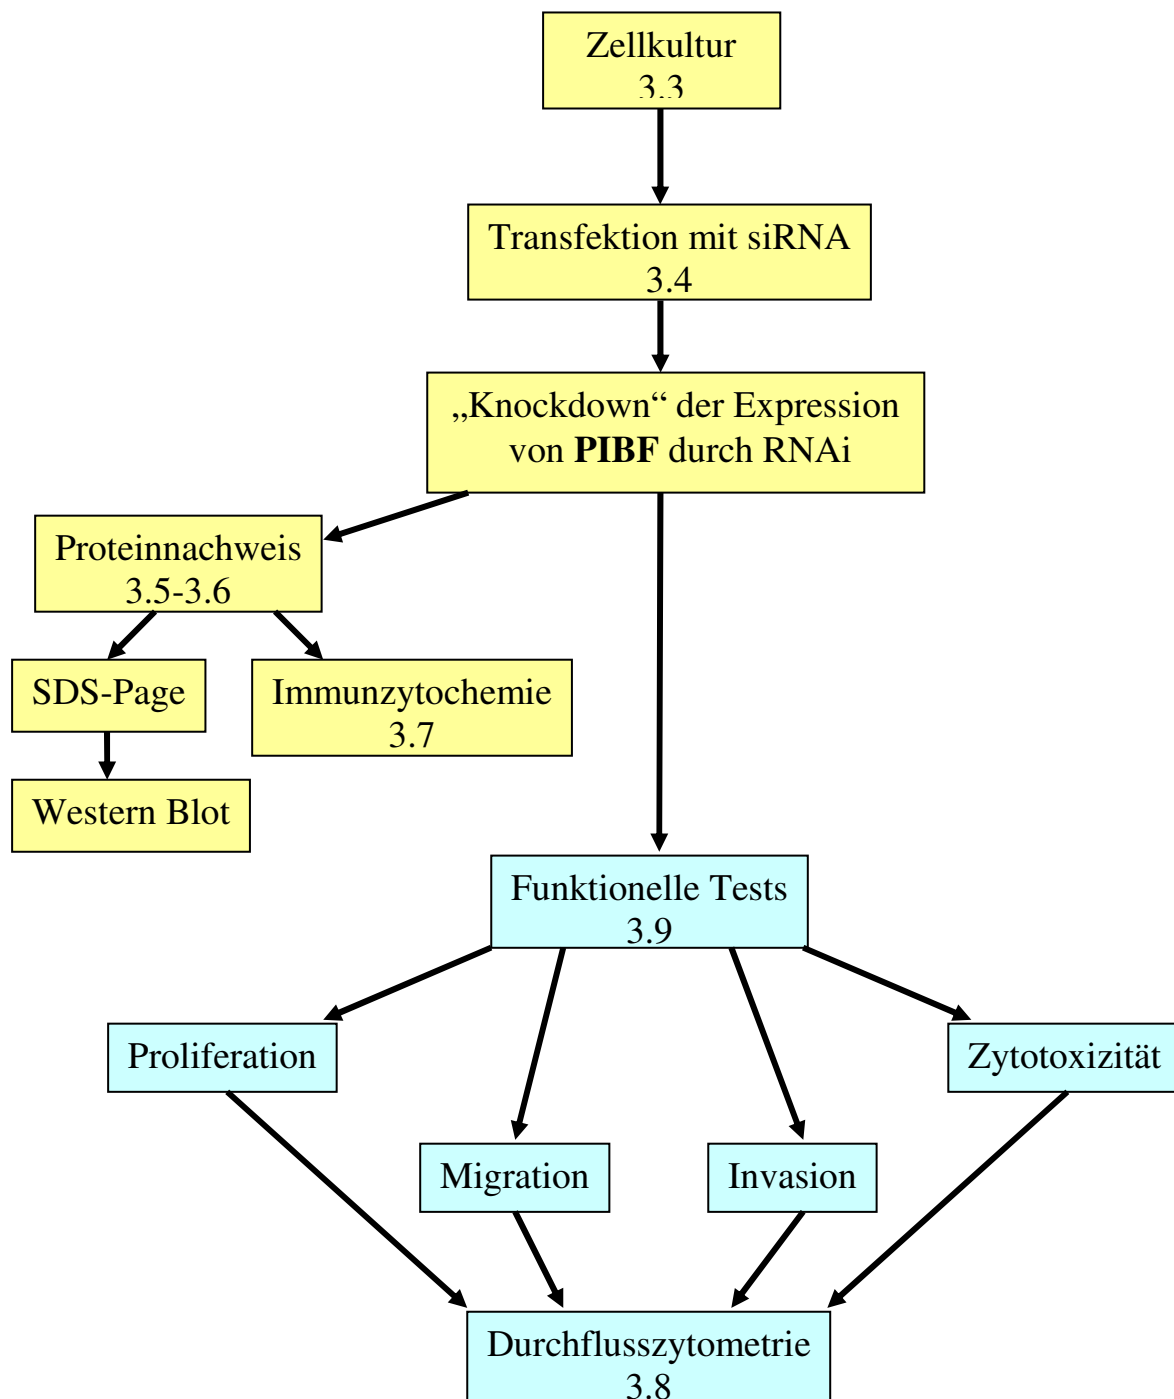 Zellkultur
3.3
Transfektion mit siRNA
3.4
„Knockdown“ der Expression
von PIBF durch RNAi
Proteinnachweis
3.5-3.6
SDS-Page
Immunzytochemie
3.7
Western Blot
Funktionelle Tests
3.9
Proliferation
Zytotoxizität
Migration
Invasion
Durchflusszytometrie
3.8